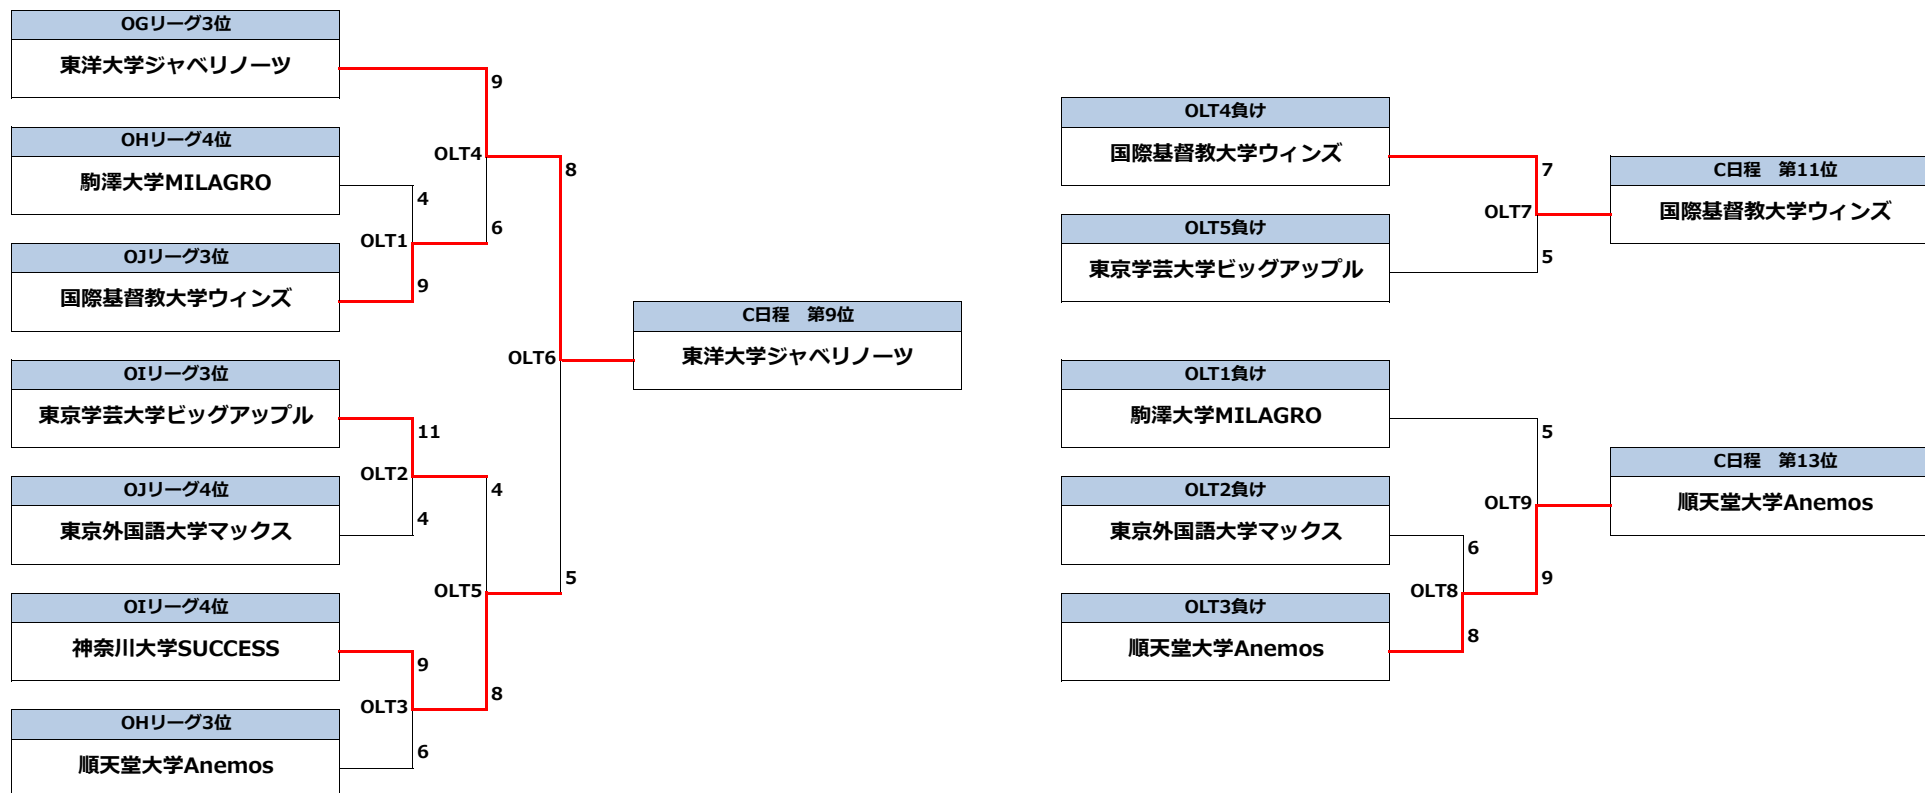 OGリーグ3位
東洋大学ジャベリノーツ
9
OHリーグ4位
OLT4
駒澤大学MILAGRO
8
4
OLT1
6
OJリーグ3位
国際基督教大学ウィンズ
9
C日程　第9位
OLT6
東洋大学ジャベリノーツ
OIリーグ3位
東京学芸大学ビッグアップル
11
OLT2
OJリーグ4位
4
東京外国語大学マックス
4
5
OLT5
OIリーグ4位
神奈川大学SUCCESS
9
8
OLT3
OHリーグ3位
6
順天堂大学Anemos
OLT4負け
国際基督教大学ウィンズ
7
C日程　第11位
OLT7
国際基督教大学ウィンズ
OLT5負け
5
東京学芸大学ビッグアップル
OLT1負け
駒澤大学MILAGRO
5
C日程　第13位
OLT2負け
OLT9
順天堂大学Anemos
東京外国語大学マックス
6
9
OLT8
OLT3負け
8
順天堂大学Anemos